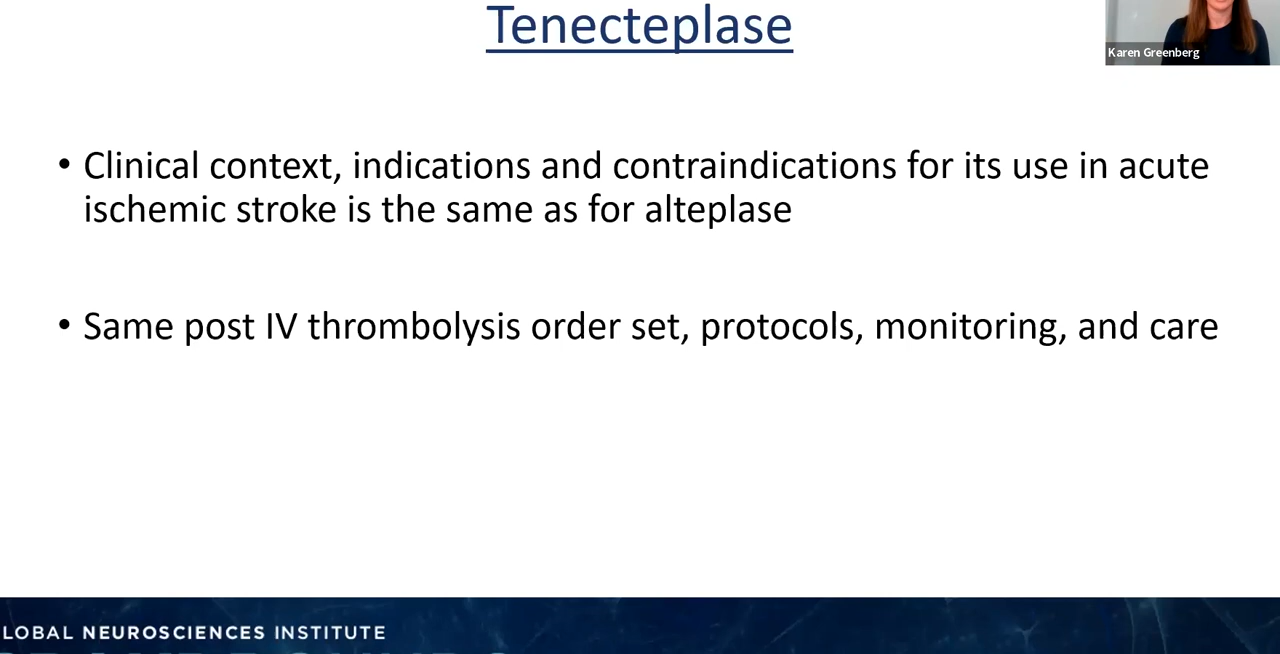 Tenecteplase
Karen Greenberg
• Clinical context, indications and contraindications for its use in acute
ischemic stroke is the same as for alteplase
• Same post IV thrombolysis order set, protocols, monitoring, and care
LOBAL NEUROSCIENCES INSTITUTE